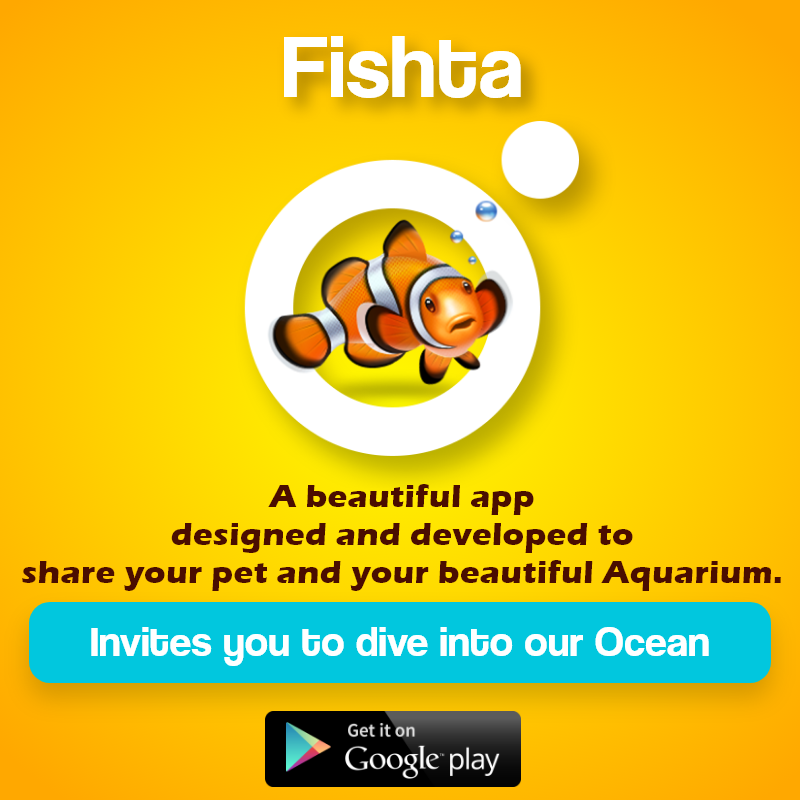 Fishta
A beautiful app
designed and developed to
share your pet and your beautiful Aquarium.
Invites you to dive into our Ocean
Get it on
Google play